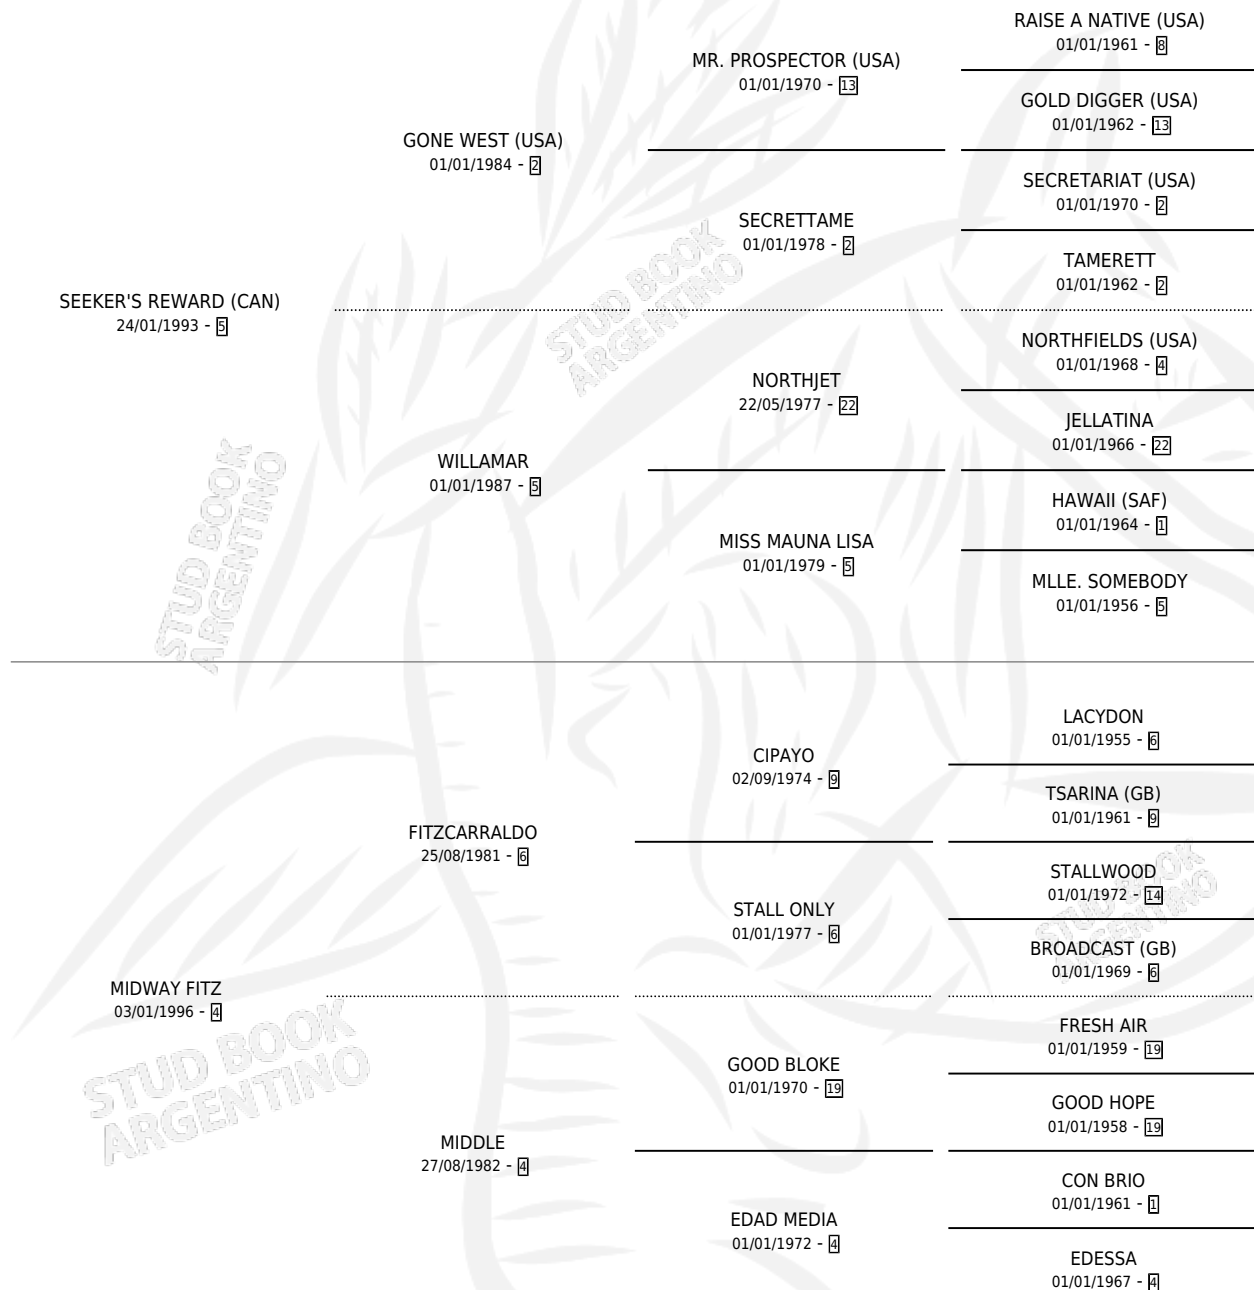 RAISE A NATIVE (USA)
01/01/1961 - 8
MR. PROSPECTOR (USA)
01/01/1970 - 13
GOLD DIGGER (USA)
01/01/1962 - 13
GONE WEST (USA)
01/01/1984 - 2
SECRETARIAT (USA)
01/01/1970 - 2
SECRETTAME
01/01/1978 - 2
TAMERETT
01/01/1962 - 2
SEEKER'S REWARD (CAN)
24/01/1993 - 5
NORTHFIELDS (USA)
01/01/1968 - 4
NORTHJET
22/05/1977 - 22
JELLATINA
01/01/1966 - 22
WILLAMAR
01/01/1987 - 5
HAWAII (SAF)
01/01/1964 - 1
MISS MAUNA LISA
01/01/1979 - 5
MLLE. SOMEBODY
01/01/1956 - 5
LACYDON
01/01/1955 - 6
CIPAYO
02/09/1974 - 9
TSARINA (GB)
01/01/1961 - 9
FITZCARRALDO
25/08/1981 - 6
STALLWOOD
01/01/1972 - 14
STALL ONLY
01/01/1977 - 6
BROADCAST (GB)
01/01/1969 - 6
MIDWAY FITZ
03/01/1996 - 4
FRESH AIR
01/01/1959 - 19
GOOD BLOKE
01/01/1970 - 19
GOOD HOPE
01/01/1958 - 19
MIDDLE
27/08/1982 - 4
CON BRIO
01/01/1961 - 1
EDAD MEDIA
01/01/1972 - 4
EDESSA
01/01/1967 - 4
STUD BOOK
ARGENTINO
STUD BOOK
ARGENTINO
STUD BOOK
ARGENTINO
STUD BOOK
ARGENTINO